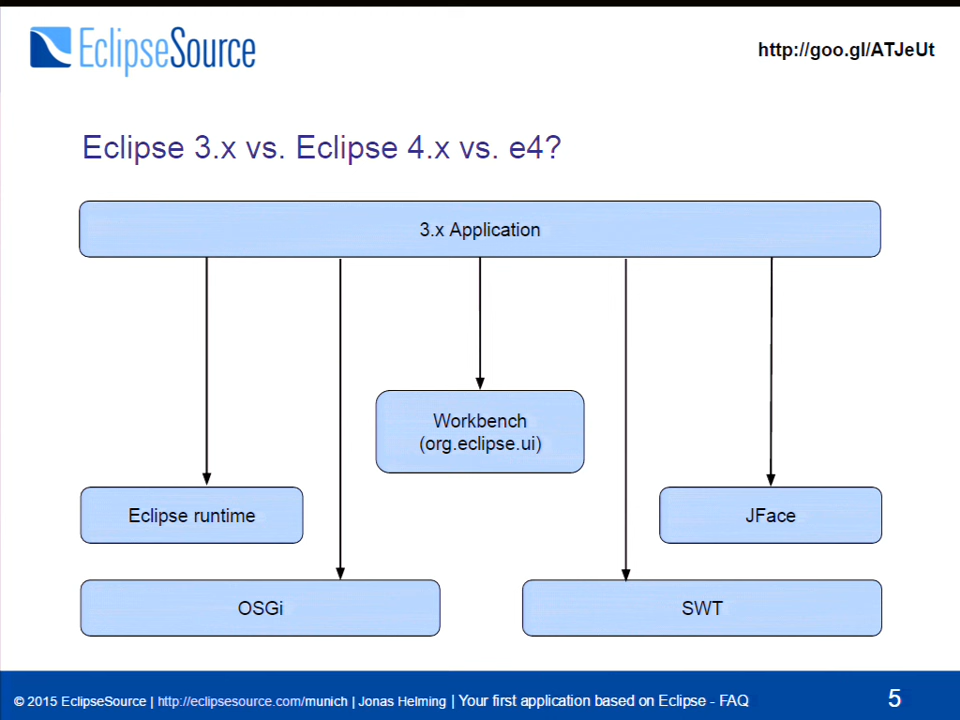 EclipseSource
http://goo.gl/ATJeUt
Eclipse 3.x vs. Eclipse 4.x vs. e4?
3.x Application
Workbench
(org.eclipse.ui)
Eclipse runtime
JFace
OSGi
SWT
© 2015 EclipseSource | http://eclipsesource.com/munich | Jonas Helming | Your first application based on Eclipse - FAQ
5